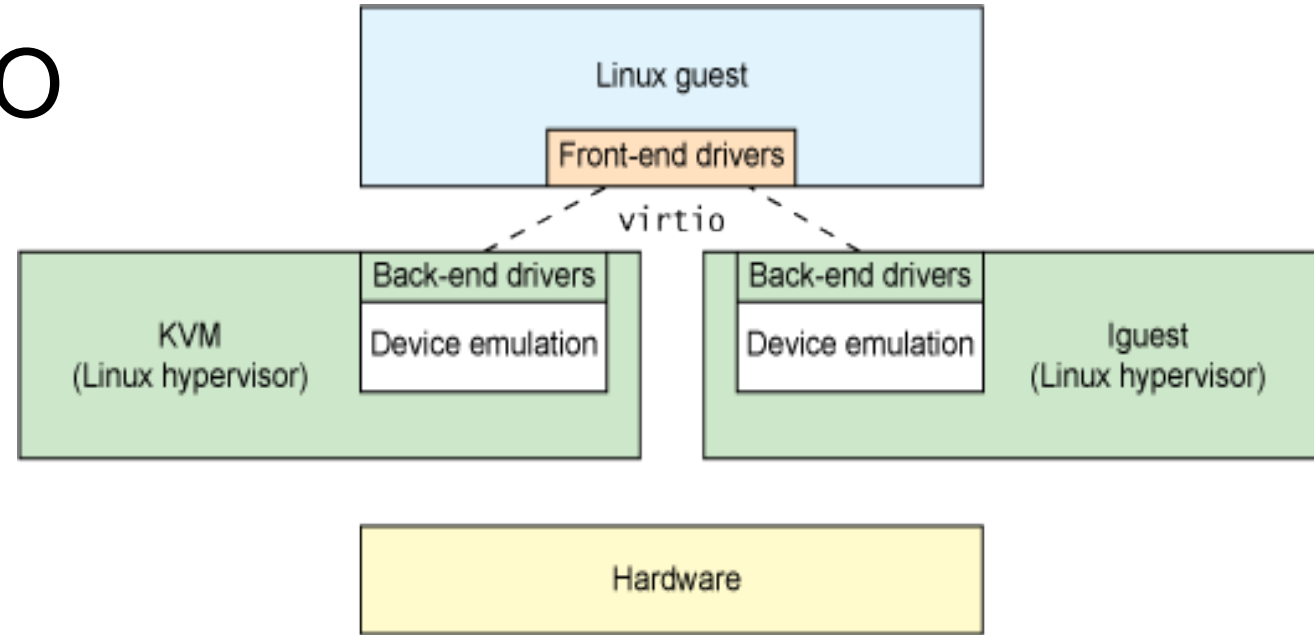 O
Linux guest
Front-end drivers
virtio
Back-end drivers
Device emulation
KVM
(Linux hypervisor)
Back-end drivers
Device emulation
lguest
(Linux hypervisor)
Hardware